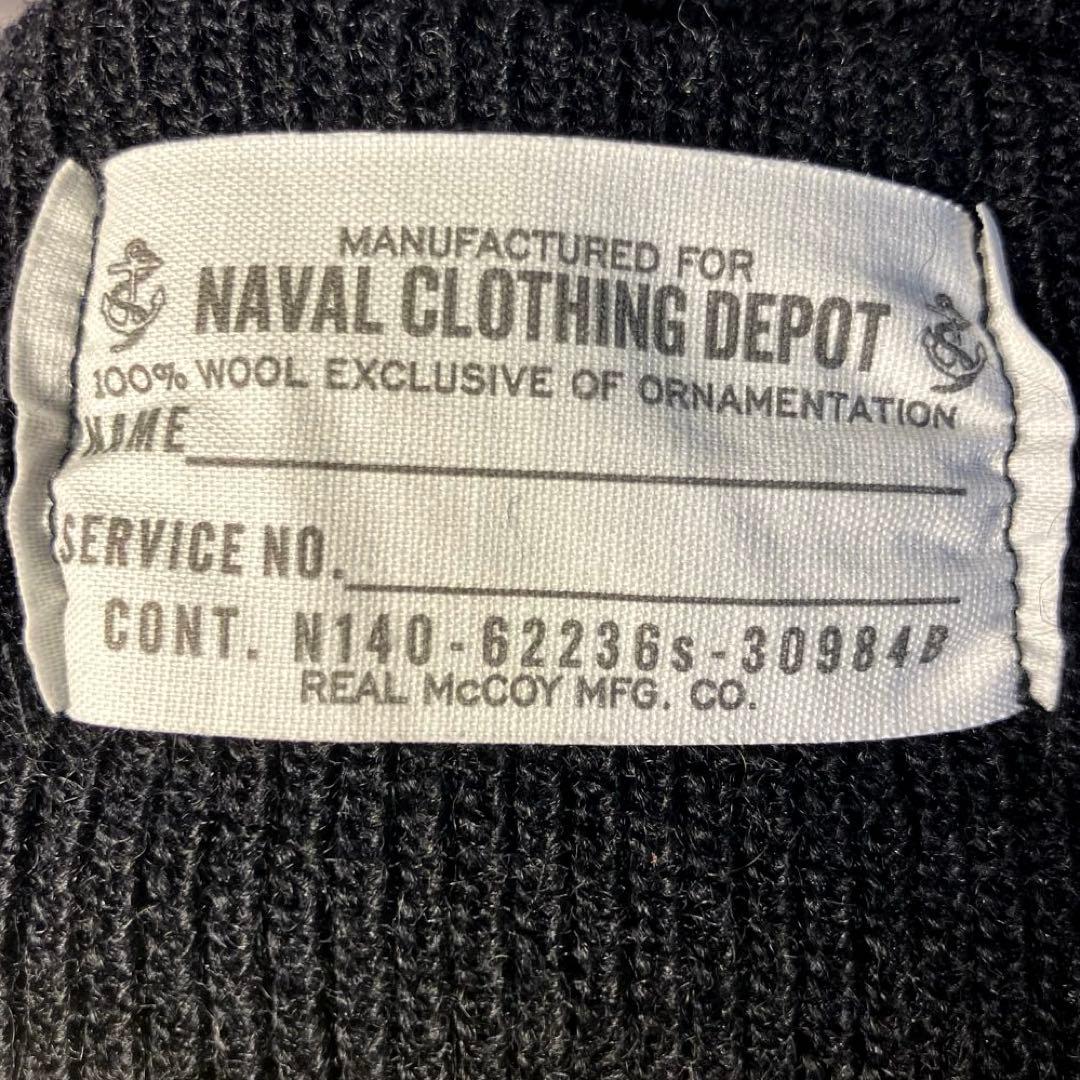 MANUFACTURED FOR
NAVAL CLOTHING DEPOT
100% WOOL EXCLUSIVE OF ORNAMENTATION
NAME
SERVICE NO.
CONT. N140-62236s-30984B
REAL McCOY MFG. CO.